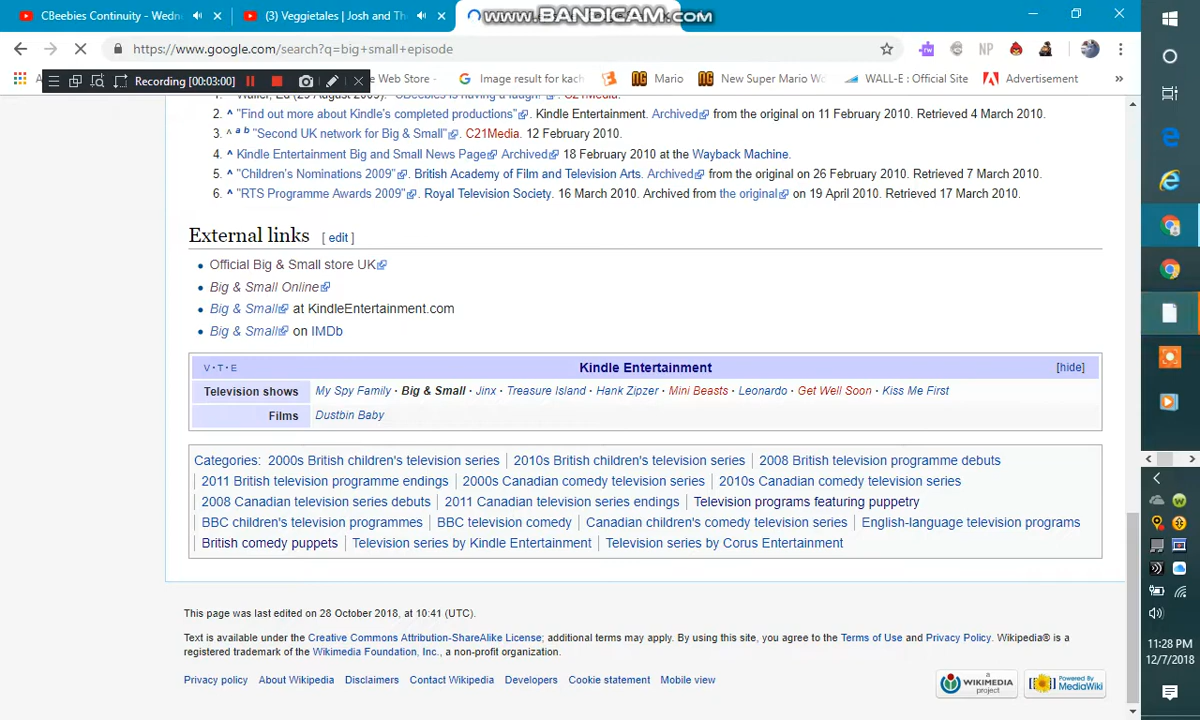 CBeebies Continuity - Wedn
(3) Veggietales | Josh and Th
www.BANDICAM.com
https://www.google.com/search?q=big+small+episode
NP
Recording [00:03:00]
e Web Store -
Image result for kach
Mario
New Super Mario Wo
WALL-E : Official Site
Advertisement
»
2. ^ "Find out more about Kindle's completed productions". Kindle Entertainment. Archived from the original on 11 February 2010. Retrieved 4 March 2010.
3. ^ a b "Second UK network for Big & Small". C21Media. 12 February 2010.
4. ^ Kindle Entertainment Big and Small News Page Archived 18 February 2010 at the Wayback Machine.
5. ^ "Children's Nominations 2009". British Academy of Film and Television Arts. Archived from the original on 26 February 2010. Retrieved 7 March 2010.
6. ^ "RTS Programme Awards 2009". Royal Television Society. 16 March 2010. Archived from the original on 19 April 2010. Retrieved 17 March 2010.
External links [ edit ]
• Official Big & Small store UK
• Big & Small Online
• Big & Small at KindleEntertainment.com
• Big & Small on IMDb
V · T · E Kindle Entertainment [hide]
Television shows My Spy Family · Big & Small · Jinx · Treasure Island · Hank Zipzer · Mini Beasts · Leonardo · Get Well Soon · Kiss Me First
Films Dustbin Baby
Categories: 2000s British children's television series | 2010s British children's television series | 2008 British television programme debuts
| 2011 British television programme endings | 2000s Canadian comedy television series | 2010s Canadian comedy television series
| 2008 Canadian television series debuts | 2011 Canadian television series endings | Television programs featuring puppetry
| BBC children's television programmes | BBC television comedy | Canadian children's comedy television series | English-language television programs
| British comedy puppets | Television series by Kindle Entertainment | Television series by Corus Entertainment
This page was last edited on 28 October 2018, at 10:41 (UTC).
Text is available under the Creative Commons Attribution-ShareAlike License; additional terms may apply. By using this site, you agree to the Terms of Use and Privacy Policy. Wikipedia® is a
registered trademark of the Wikimedia Foundation, Inc., a non-profit organization.
Privacy policy About Wikipedia Disclaimers Contact Wikipedia Developers Cookie statement Mobile view
a WIKIMEDIA project
Powered By MediaWiki
11:28 PM
12/7/2018